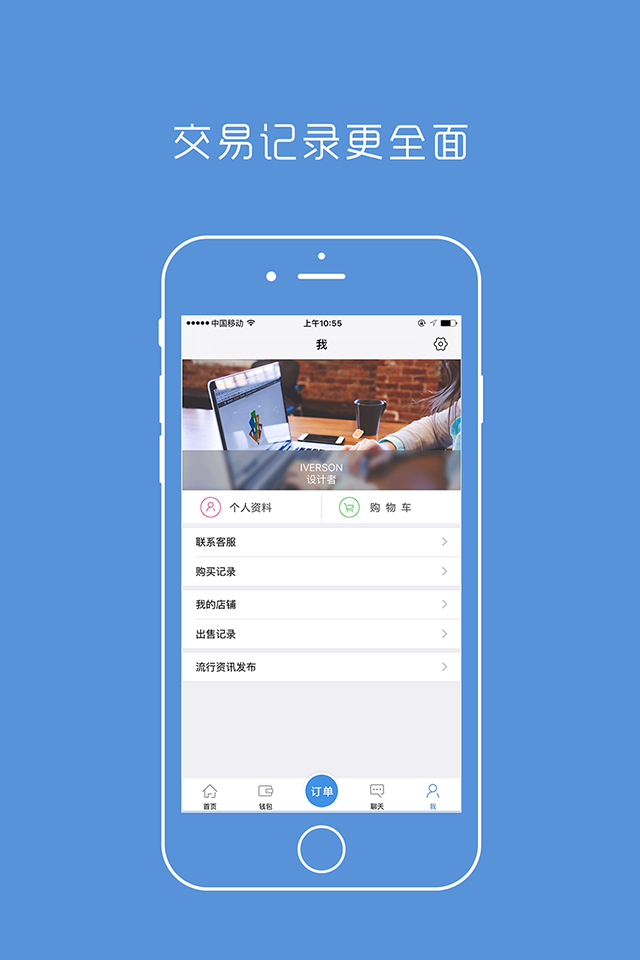 交易记录更全面
中国移动
上午10:55
我
IVERSON
设计者
个人资料
购物车
联系客服
购买记录
我的店铺
出售记录
流行资讯发布
首页
钱包
订单
聊天
我